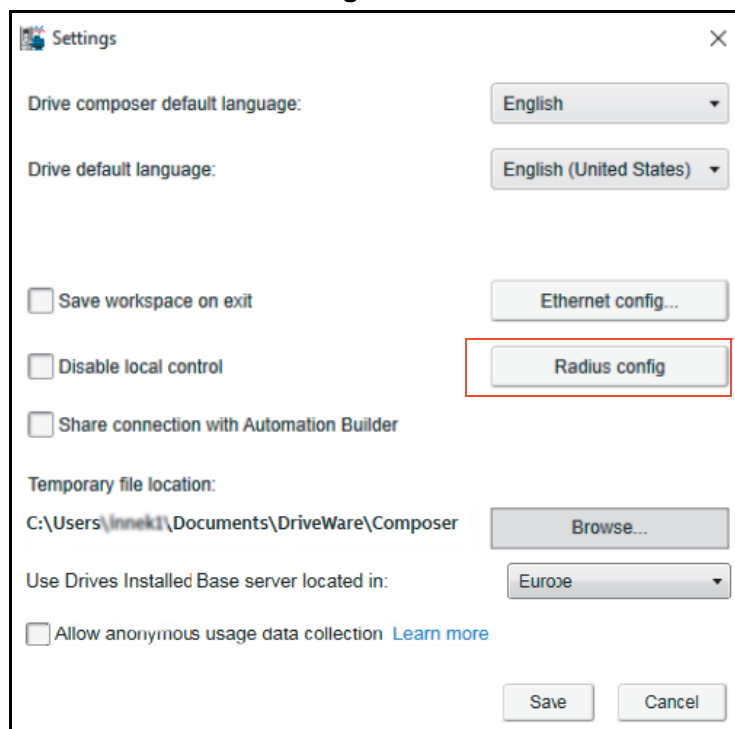 Settings
Drive composer default language: English
Drive default language: English (United States)
Save workspace on exit Ethernet config...
Disable local control Radius config
Share connection with Automation Builder
Temporary file location:
C:\Users\ \Documents\DriveWare\Composer Browse...
Use Drives Installed Base server located in: Europe
Allow anonymous usage data collection Learn more
Save Cancel